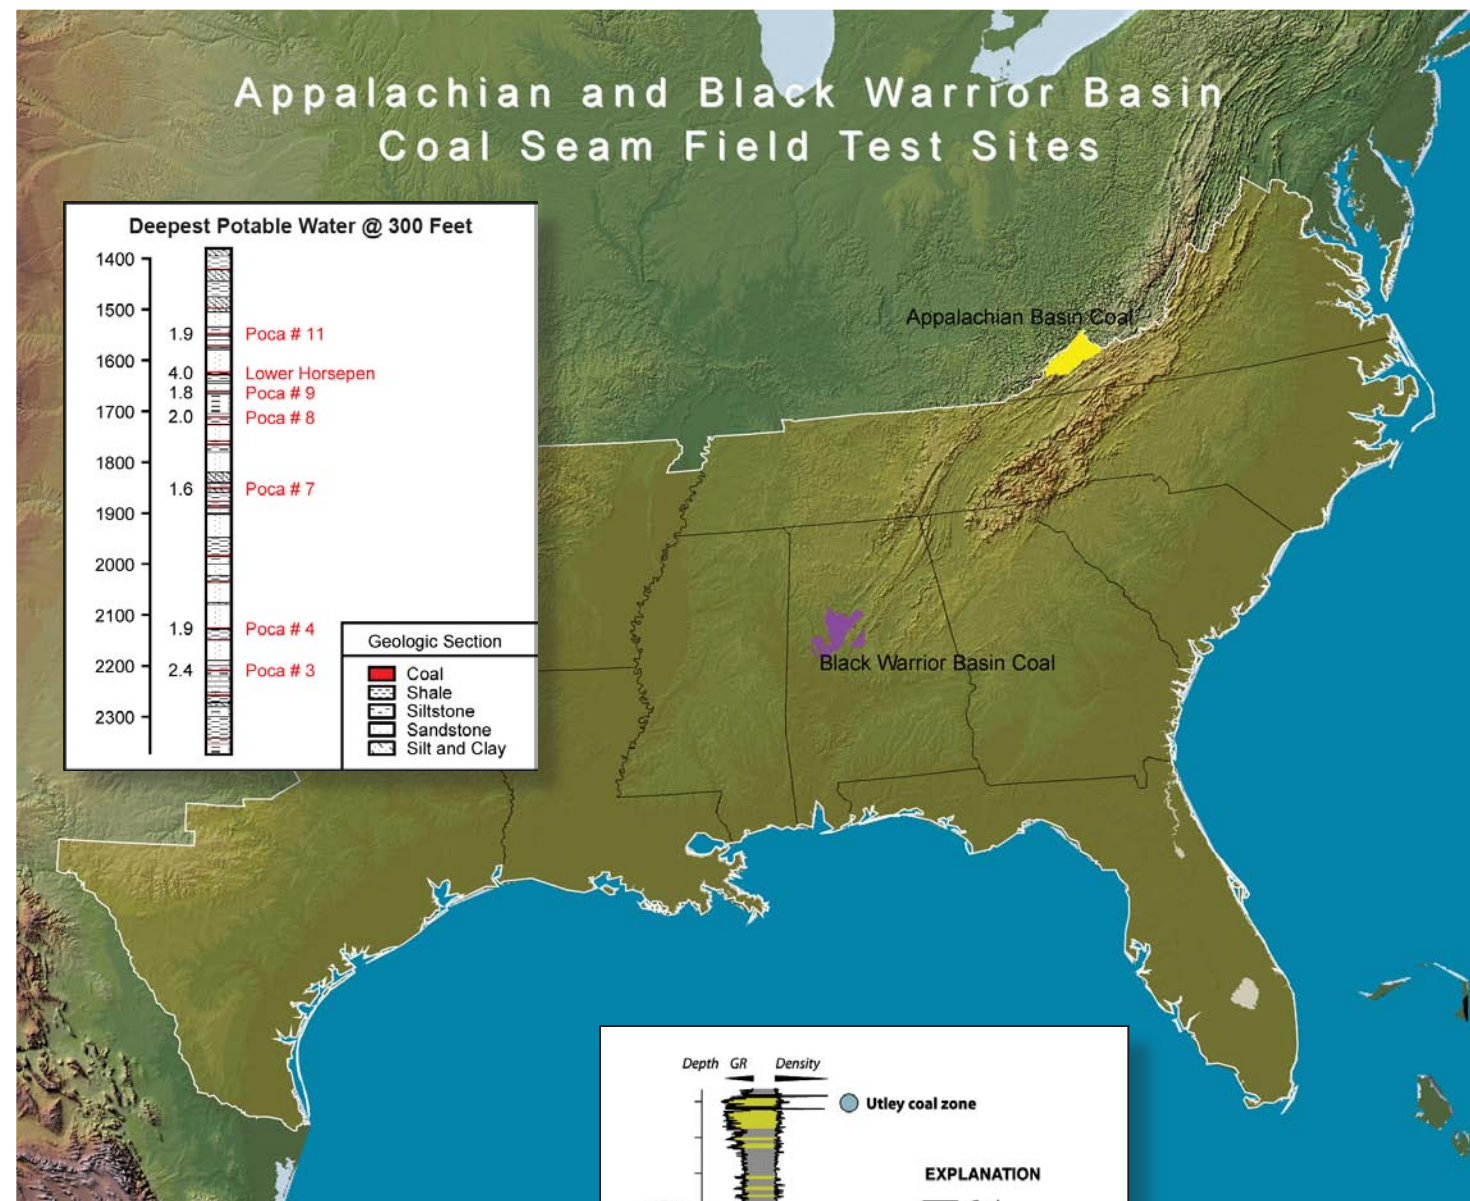 Appalachian and Black Warrior Basin
Coal Seam Field Test Sites
Deepest Potable Water @ 300 Feet
1400
1500
1.9 Poca # 11
1600
4.0 Lower Horsepen
1.8 Poca # 9
1700
2.0 Poca # 8
1800
1.6 Poca # 7
1900
2000
2100
1.9 Poca # 4
2200
2.4 Poca # 3
2300
Geologic Section
Coal
Shale
Siltstone
Sandstone
Silt and Clay
Appalachian Basin Coal
Black Warrior Basin Coal
Depth GR Density
Utley coal zone
EXPLANATION